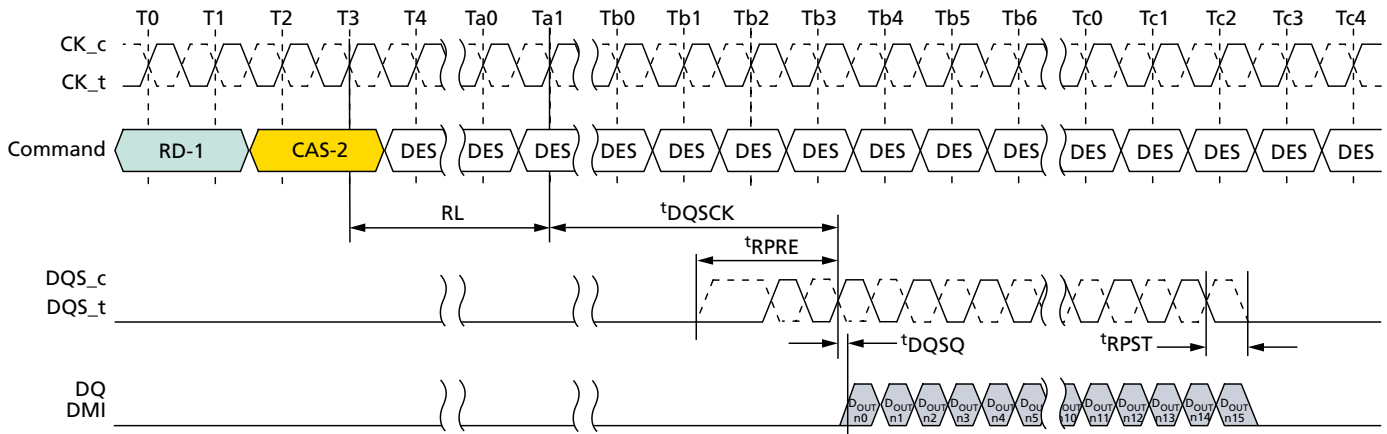 T0 T1 T2 T3 T4 Ta0 Ta1 Tb0 Tb1 Tb2 Tb3 Tb4 Tb5 Tb6 Tc0 Tc1 Tc2 Tc3 Tc4
CK_c
CK_t
Command RD-1 CAS-2 DES DES DES DES DES DES DES DES DES DES DES DES DES DES DES
RL tDQSCK
tRPRE
DQS_c
DQS_t
tDQSQ tRPST
DQ
DMI
DOUT n0 DOUT n1 DOUT n2 DOUT n3 DOUT n4 DOUT n5 DOUT n10 DOUT n11 DOUT n12 DOUT n13 DOUT n14 DOUT n15